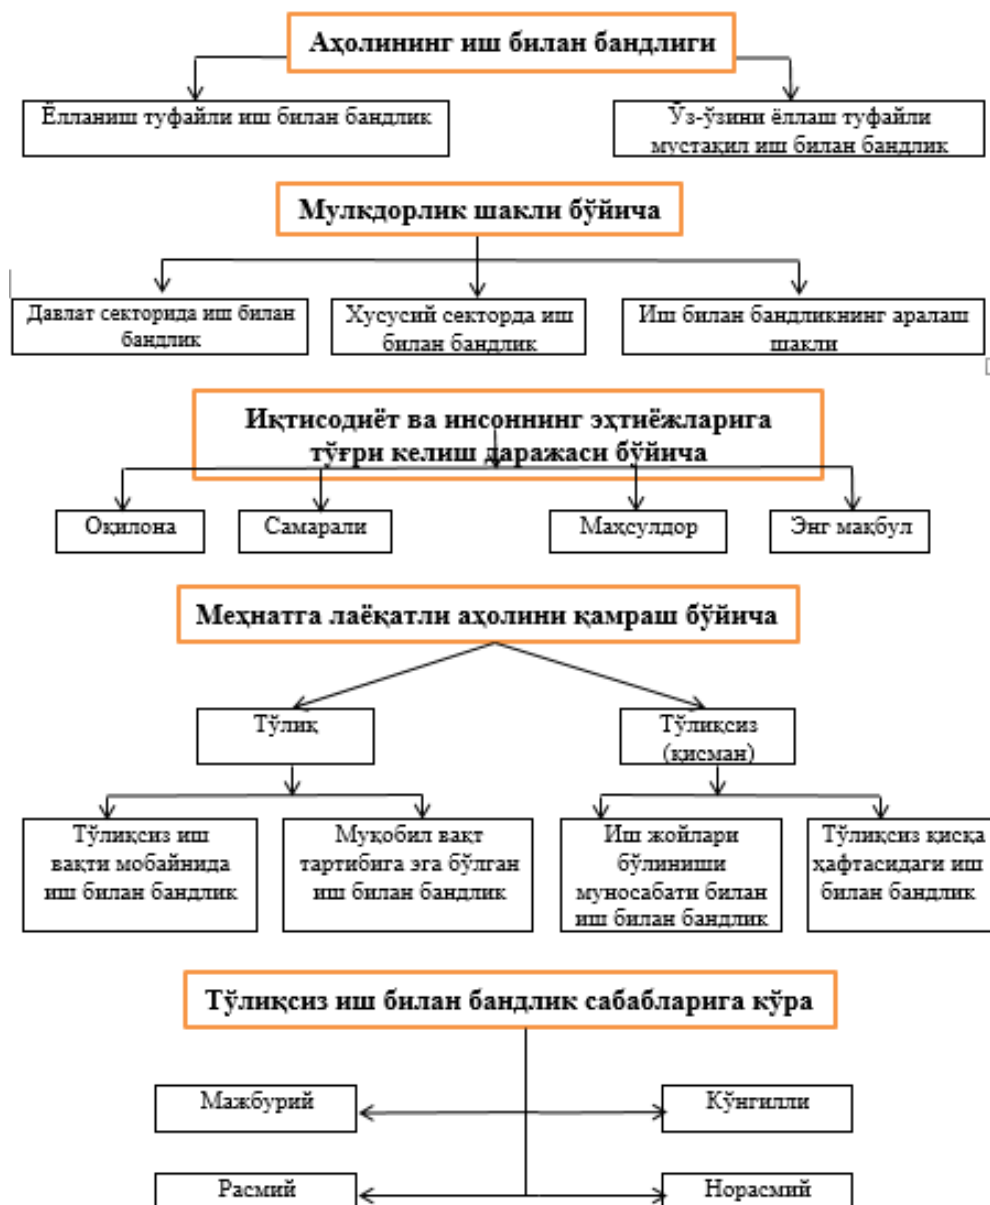 Аҳолининг иш билан бандлиги
Ёлланиш туфайли иш билан бандлик
Ўз-ўзини ёллаш туфайли
мустақил иш билан бандлик
Мулкдорлик шакли бўйича
Давлат секторида иш билан
бандлик
Хусусий секторда иш
билан бандлик
Иш билан бандликнинг аралаш
шакли
Иқтисодиёт ва инсоннинг эҳтиёжларига
тўғри келиш даражаси бўйича
Оқилона
Самарали
Маҳсулдор
Энг мақбул
Меҳнатга лаёқатли аҳолини қамраш бўйича
Тўлиқ
Тўлиқсиз
(қисман)
Тўлиқсиз иш
вақти мобайнида
иш билан бандлик
Муқобил вақт
тартибига эга бўлган
иш билан бандлик
Иш жойлари
бўлиниши
муносабати билан
иш билан бандлик
Тўлиқсиз қисқа
ҳафтасидаги иш
билан бандлик
Тўлиқсиз иш билан бандлик сабабларига кўра
Мажбурий
Кўнгилли
Расмий
Норасмий